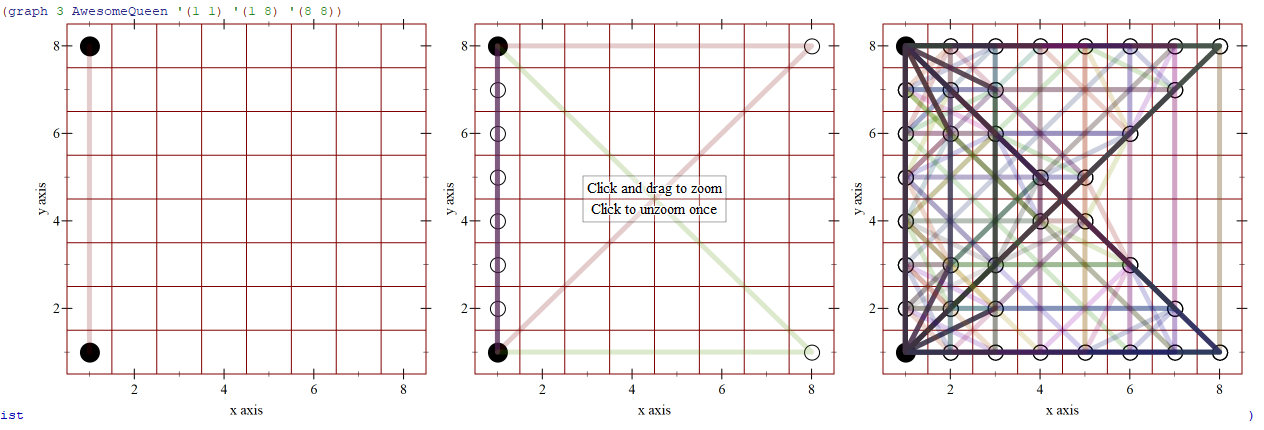 (graph 3 AwesomeQueen '(1 1) '(1 8) '(8 8))
8
6
4
2
y axis
2 4 6 8
x axis
8
6
4
2
y axis
Click and drag to zoom
Click to unzoom once
2 4 6 8
x axis
8
6
4
2
y axis
2 4 6 8
x axis
ist )